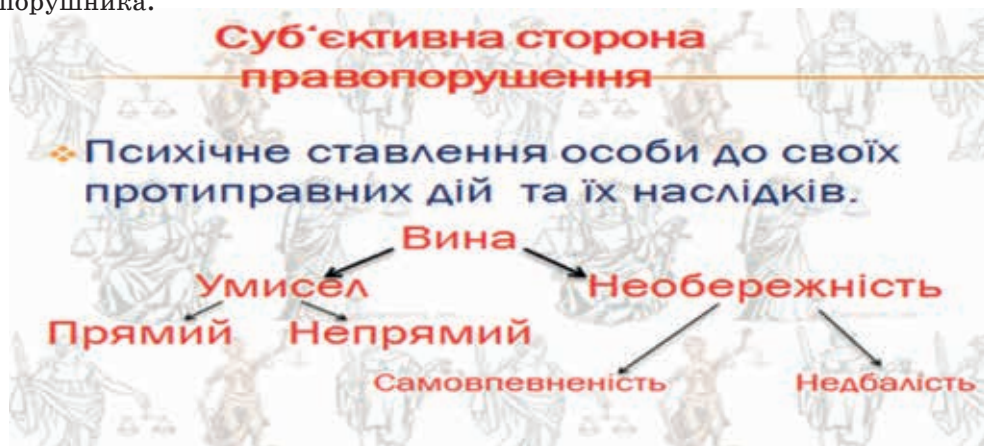 порушника.
Суб‘єктивна сторона
правопорушення
Психічне ставлення особи до своїх
протиправних дій та їх наслідків.
Вина
Умисел Необережність
Прямий Непрямий
Самовпевненість Недбалість